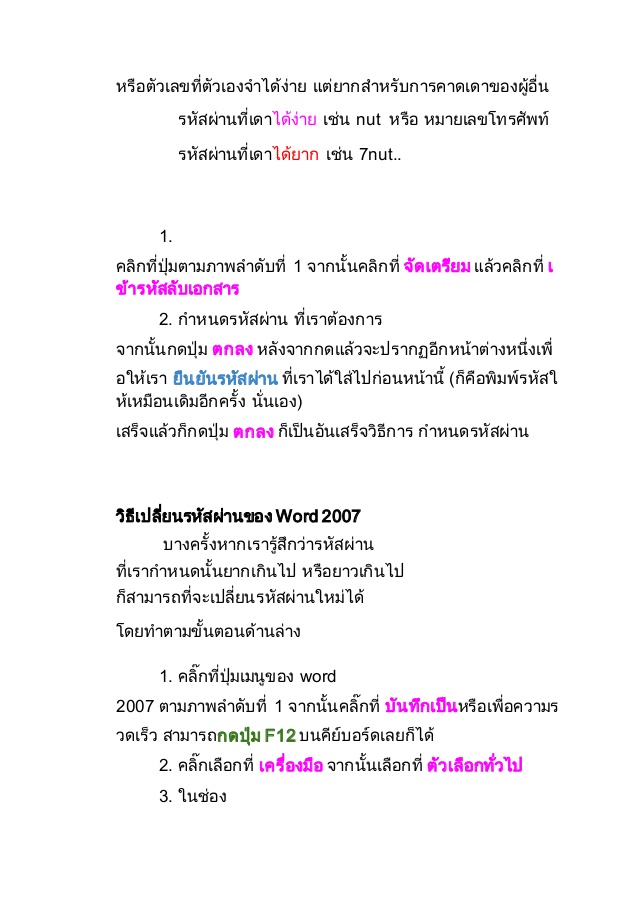 หรือตัวเลขที่ตัวเองจำได้ง่าย แต่ยากสำหรับการคาดเดาของผู้อื่น
รหัสผ่านที่เดาได้ง่าย เช่น nut หรือ หมายเลขโทรศัพท์
รหัสผ่านที่เดาได้ยาก เช่น 7nut..
1.
คลิกที่ปุ่มตามภาพลำดับที่ 1 จากนั้นคลิกที่ จัดเตรียม แล้วคลิกที่ เ
ข้ารหัสลับเอกสาร
2. กำหนดรหัสผ่าน ที่เราต้องการ
จากนั้นกดปุ่ม ตกลง หลังจากกดแล้วจะปรากฏอีกหน้าต่างหนึ่งเพื่
อให้เรา ยืนยันรหัสผ่าน ที่เราได้ใส่ไปก่อนหน้านี้ (ก็คือพิมพ์รหัสใ
ห้เหมือนเดิมอีกครั้ง นั่นเอง)
เสร็จแล้วก็กดปุ่ม ตกลง ก็เป็นอันเสร็จวิธีการ กำหนดรหัสผ่าน
วิธีเปลี่ยนรหัสผ่านของ Word 2007
บางครั้งหากเรารู้สึกว่ารหัสผ่าน
ที่เรากำหนดนั้นยากเกินไป หรือยาวเกินไป
ก็สามารถที่จะเปลี่ยนรหัสผ่านใหม่ได้
โดยทำตามขั้นตอนด้านล่าง
1. คลิ๊กที่ปุ่มเมนูของ word
2007 ตามภาพลำดับที่ 1 จากนั้นคลิ๊กที่ บันทึกเป็นหรือเพื่อความร
วดเร็ว สามารถกดปุ่ม F12 บนคีย์บอร์ดเลยก็ได้
2. คลิ๊กเลือกที่ เครื่องมือ จากนั้นเลือกที่ ตัวเลือกทั่วไป
3. ในช่อง